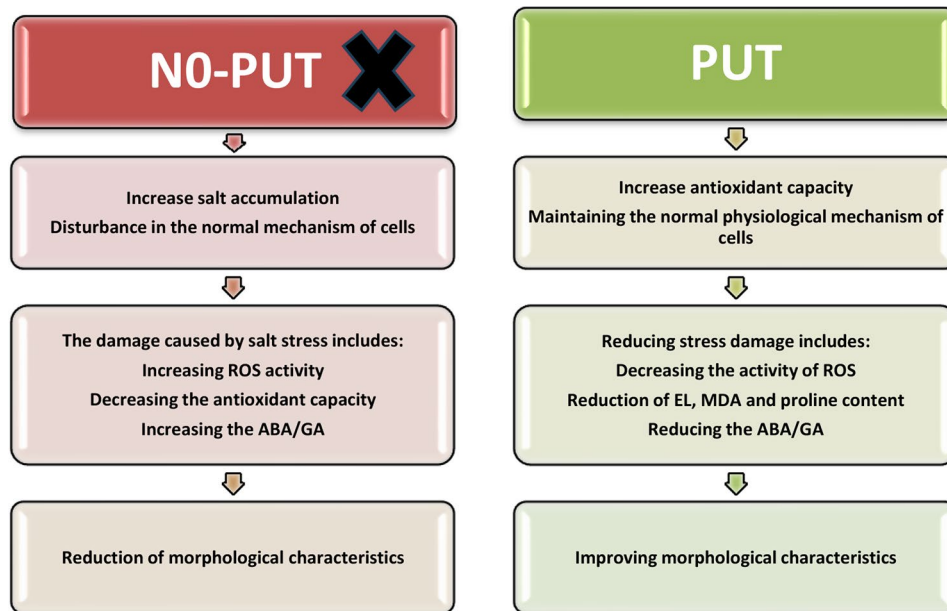 N0-PUT
Increase salt accumulation
Disturbance in the normal mechanism of cells
The damage caused by salt stress includes:
Increasing ROS activity
Decreasing the antioxidant capacity
Increasing the ABA/GA
Reduction of morphological characteristics
PUT
Increase antioxidant capacity
Maintaining the normal physiological mechanism of
cells
Reducing stress damage includes:
Decreasing the activity of ROS
Reduction of EL, MDA and proline content
Reducing the ABA/GA
Improving morphological characteristics